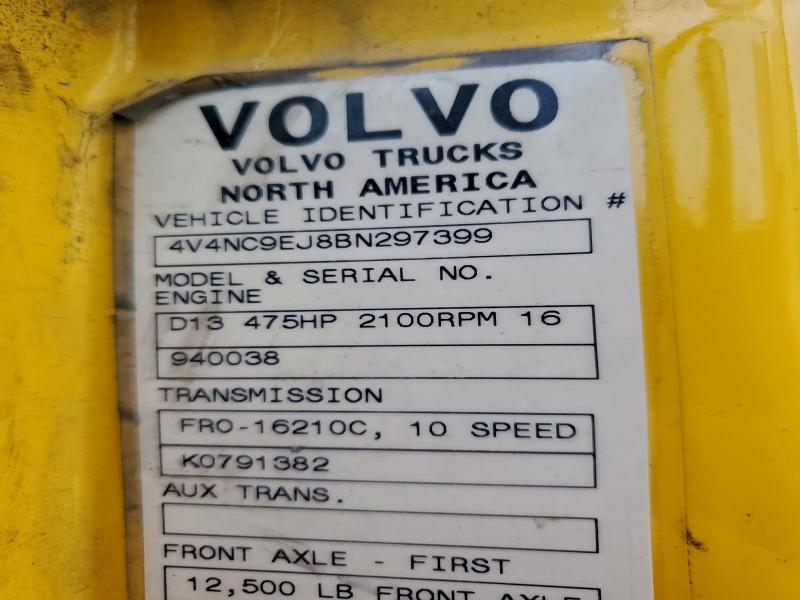 VOLVO
VOLVO TRUCKS
NORTH AMERICA
VEHICLE IDENTIFICATION #
4V4NC9EJ8BN297399
MODEL & SERIAL NO.
ENGINE
D13 475HP 2100RPM 16
940038
TRANSMISSION
FRO-16210C, 10 SPEED
K0791382
AUX TRANS.
FRONT AXLE - FIRST
12,500 LB FRONT AXLE